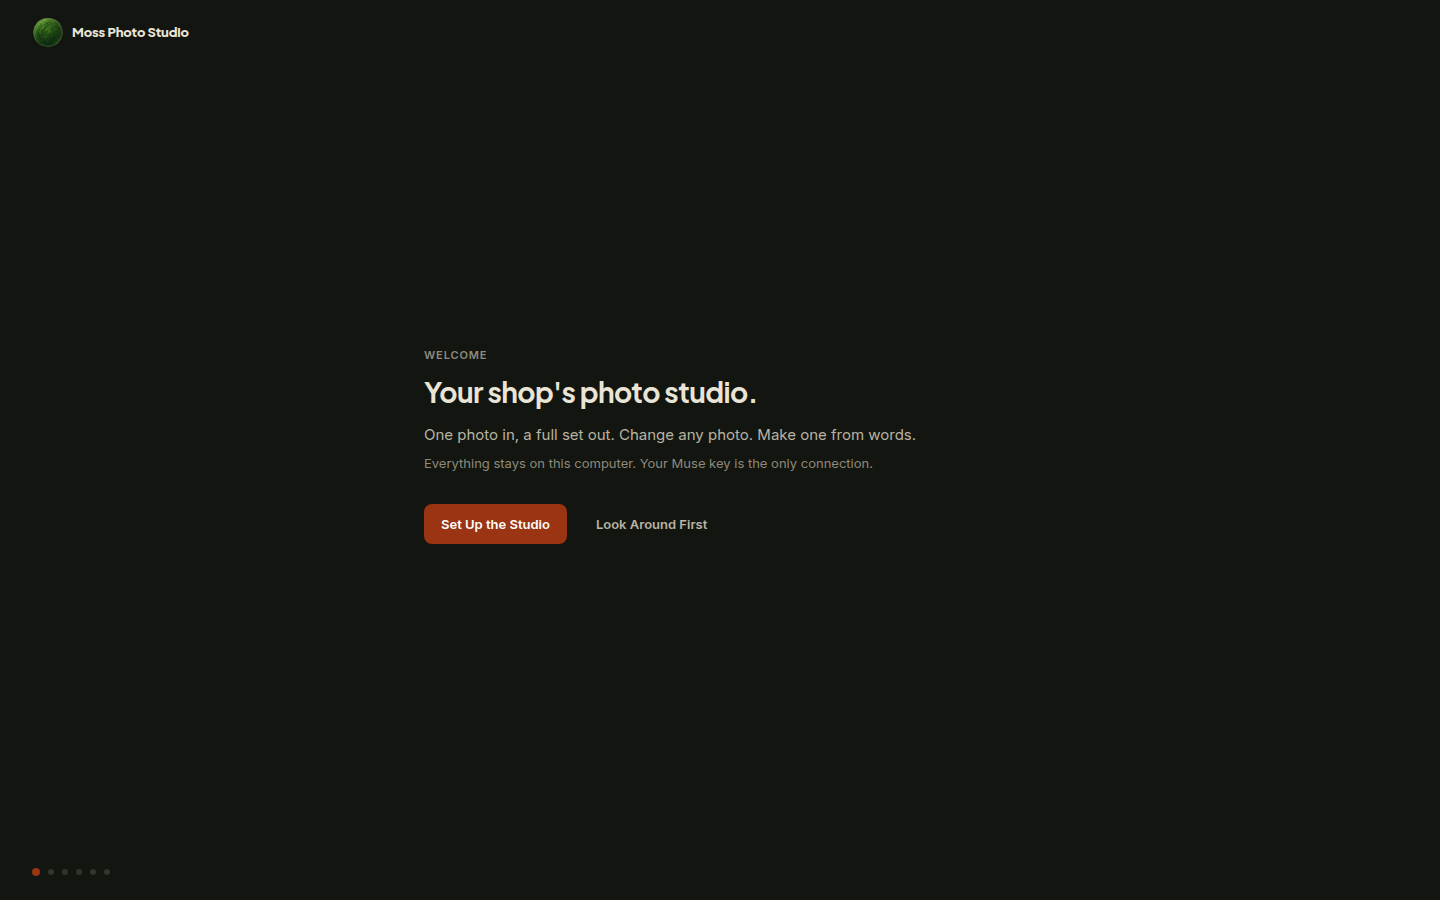 Moss Photo Studio
WELCOME
Your shop's photo studio.
One photo in, a full set out. Change any photo. Make one from words.
Everything stays on this computer. Your Muse key is the only connection.
Set Up the Studio
Look Around First